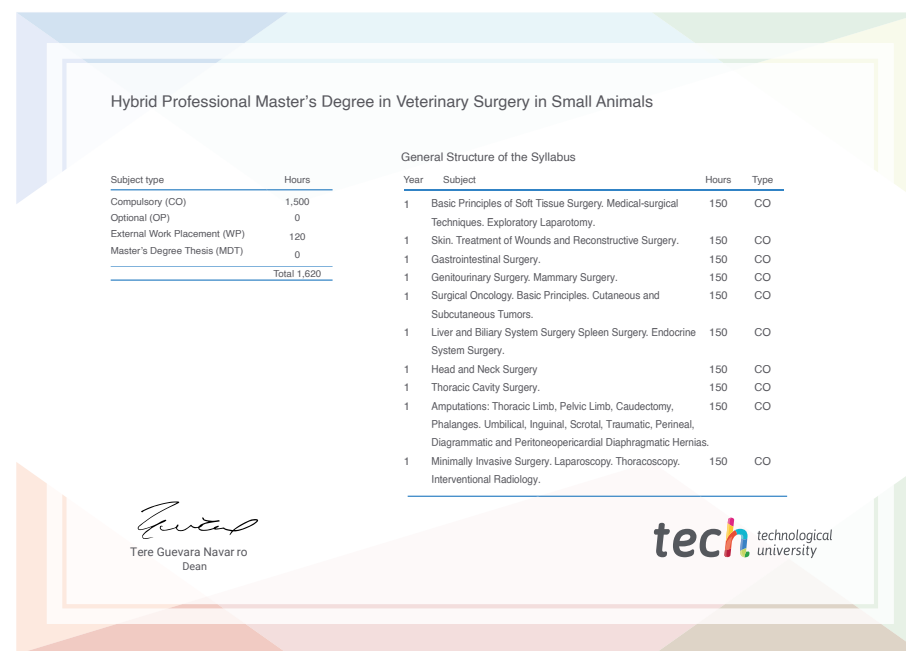 Hybrid Professional Master's Degree in Veterinary Surgery in Small Animals
Subject type Hours
Compulsory (CO) 1,500
Optional (OP) 0
External Work Placement (WP) 120
Master's Degree Thesis (MDT) 0
Total 1,620
General Structure of the Syllabus
Year Subject Hours Type
1 Basic Principles of Soft Tissue Surgery. Medical-surgical 150 CO
Techniques. Exploratory Laparotomy.
1 Skin. Treatment of Wounds and Reconstructive Surgery. 150 CO
1 Gastrointestinal Surgery. 150 CO
1 Genitourinary Surgery. Mammary Surgery. 150 CO
1 Surgical Oncology. Basic Principles. Cutaneous and 150 CO
Subcutaneous Tumors.
1 Liver and Biliary System Surgery Spleen Surgery. Endocrine 150 CO
System Surgery.
1 Head and Neck Surgery 150 CO
1 Thoracic Cavity Surgery. 150 CO
1 Amputations: Thoracic Limb, Pelvic Limb, Caudectomy, 150 CO
Phalanges. Umbilical, Inguinal, Scrotal, Traumatic, Perineal,
Diagrammatic and Peritoneopericardial Diaphragmatic Hernias.
1 Minimally Invasive Surgery. Laparoscopy. Thoracoscopy. 150 CO
Interventional Radiology.
Tere Guevara Navarro
Dean
tech technological
university